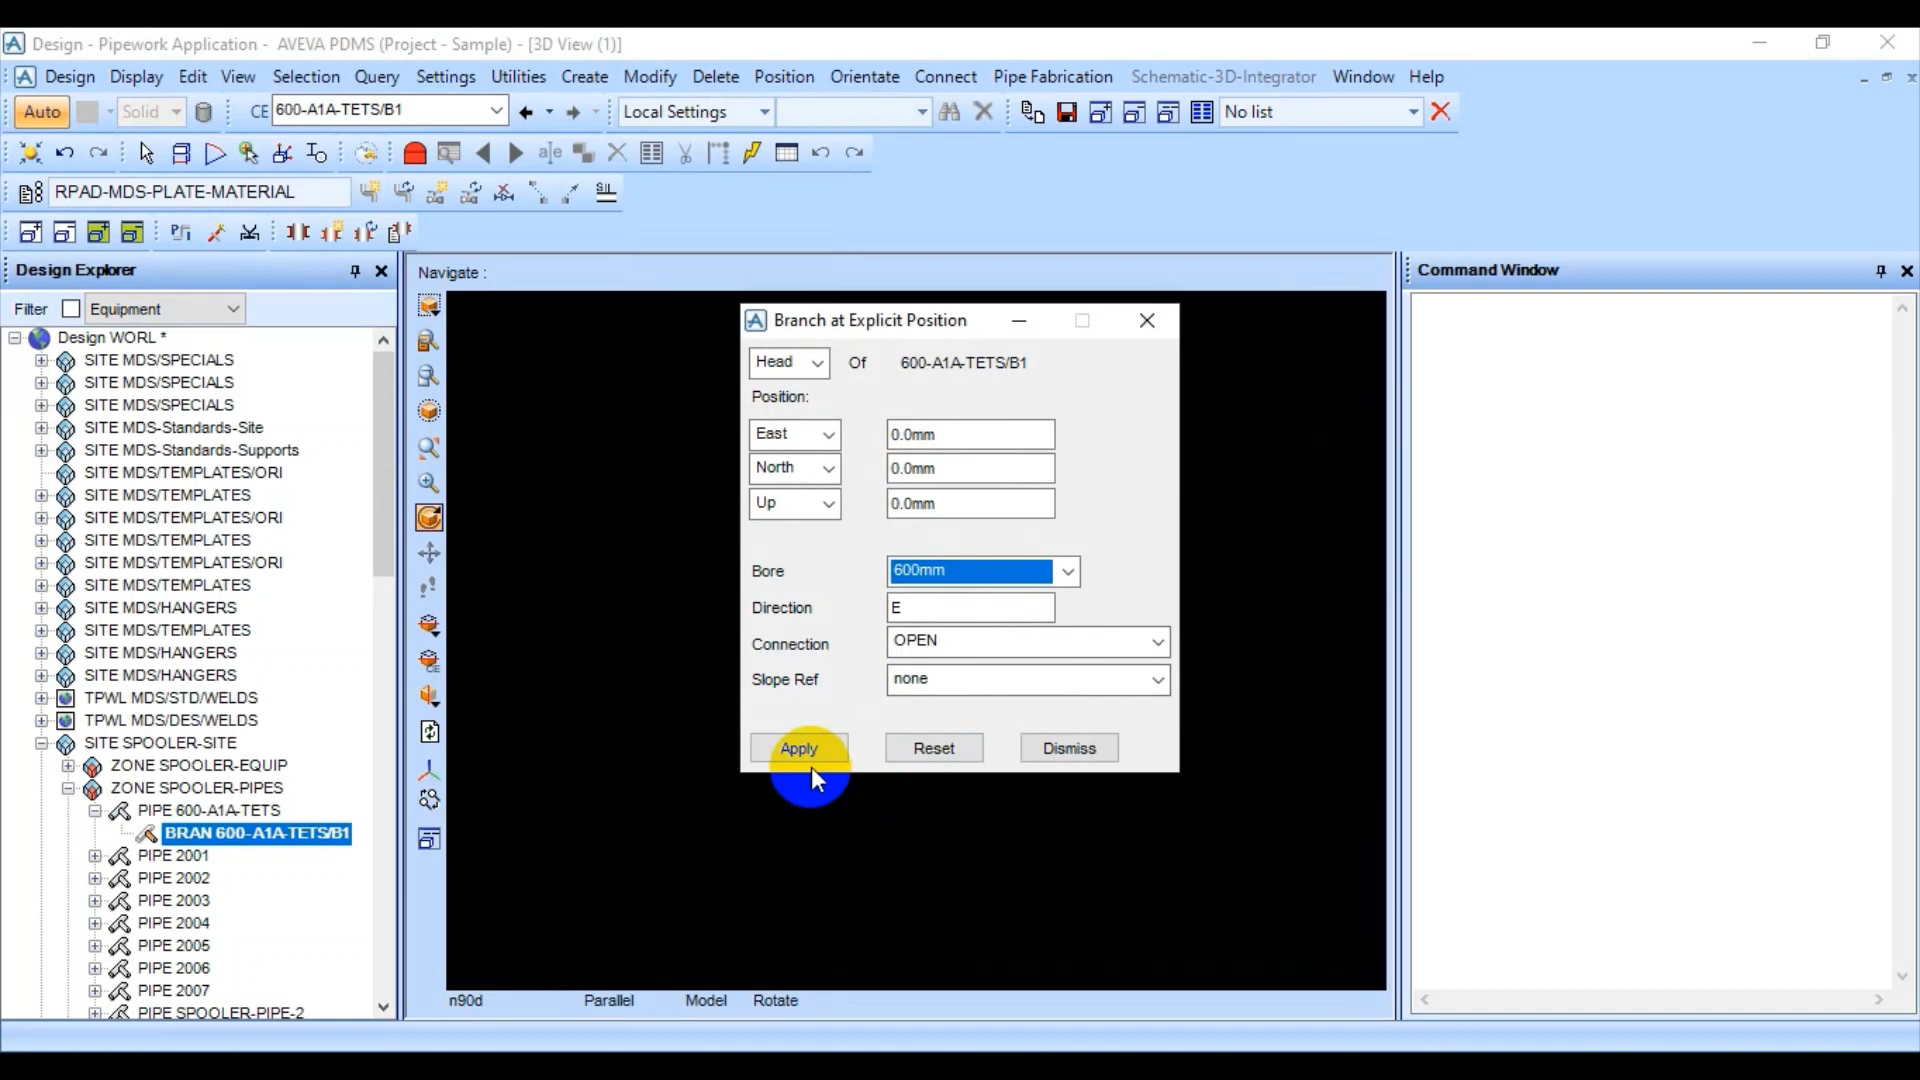 Design - Pipework Application - AVEVA PDMS (Project - Sample) - [3D View (1)]
Design Display Edit View Selection Query Settings Utilities Create Modify Delete Position Orientate Connect Pipe Fabrication Schematic-3D-Integrator Window Help
Auto Solid CE 600-A1A-TETS/B1 Local Settings No list
RPAD-MDS-PLATE-MATERIAL
Design Explorer
Filter Equipment
Design WORL *
SITE MDS/SPECIALS
SITE MDS/SPECIALS
SITE MDS/SPECIALS
SITE MDS-Standards-Site
SITE MDS-Standards-Supports
SITE MDS/TEMPLATES/ORI
SITE MDS/TEMPLATES
SITE MDS/TEMPLATES/ORI
SITE MDS/TEMPLATES
SITE MDS/TEMPLATES/ORI
SITE MDS/TEMPLATES
SITE MDS/HANGERS
SITE MDS/TEMPLATES
SITE MDS/HANGERS
SITE MDS/HANGERS
TPWL MDS/STD/WELDS
TPWL MDS/DES/WELDS
SITE SPOOLER-SITE
ZONE SPOOLER-EQUIP
ZONE SPOOLER-PIPES
PIPE 600-A1A-TETS
BRAN 600-A1A-TETS/B1
PIPE 2001
PIPE 2002
PIPE 2003
PIPE 2004
PIPE 2005
PIPE 2006
PIPE 2007
PIPE SPOOLER-PIPE-2
Navigate :
Branch at Explicit Position
Head Of 600-A1A-TETS/B1
Position:
East 0.0mm
North 0.0mm
Up 0.0mm
Bore 600mm
Direction E
Connection OPEN
Slope Ref none
Apply Reset Dismiss
n90d Parallel Model Rotate
Command Window